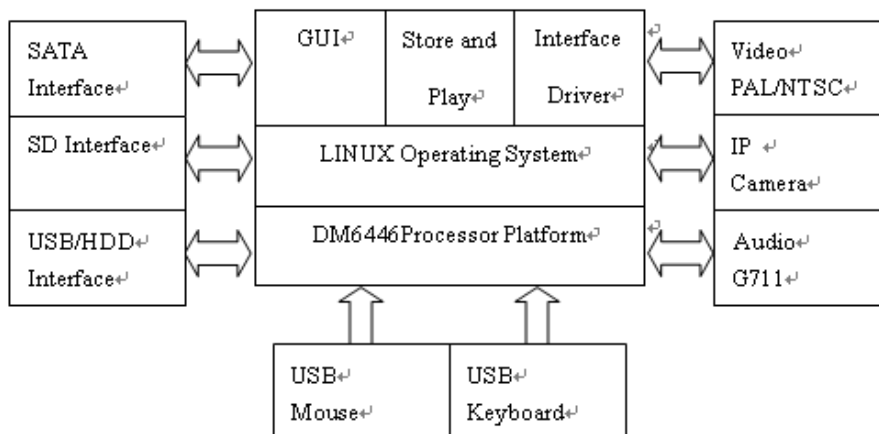 SATA
Interface
SD Interface
USB/HDD
Interface
GUI
Store and
Play
Interface
Driver
LINUX Operating System
DM6446Processor Platform
Video
PAL/NTSC
IP
Camera
Audio
G711
USB
Mouse
USB
Keyboard